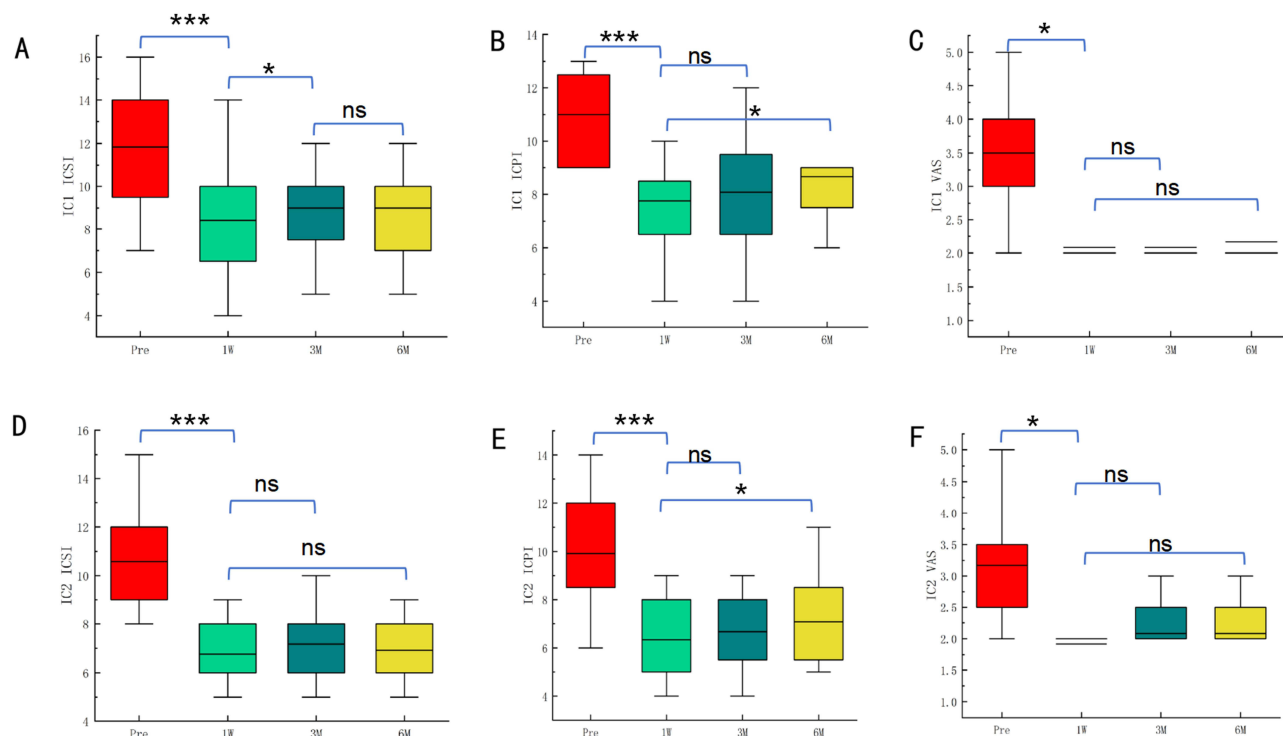 A
***
*
ns
IC1 ICSI
16
14
12
10
8
6
4
Pre 1W 3M 6M
B
***
ns
*
IC1 ICPI
14
12
10
8
6
4
Pre 1W 3M 6M
C
*
ns
ns
IC1 VAS
5.0
4.5
4.0
3.5
3.0
2.5
2.0
1.5
1.0
Pre 1W 3M 6M
D
***
ns
ns
IC2 ICSI
16
14
12
10
8
6
4
Pre 1W 3M 6M
E
***
ns
*
IC2 ICPI
14
12
10
8
6
4
Pre 1W 3M 6M
F
*
ns
ns
IC2 VAS
5.0
4.5
4.0
3.5
3.0
2.5
2.0
1.5
1.0
Pre 1W 3M 6M